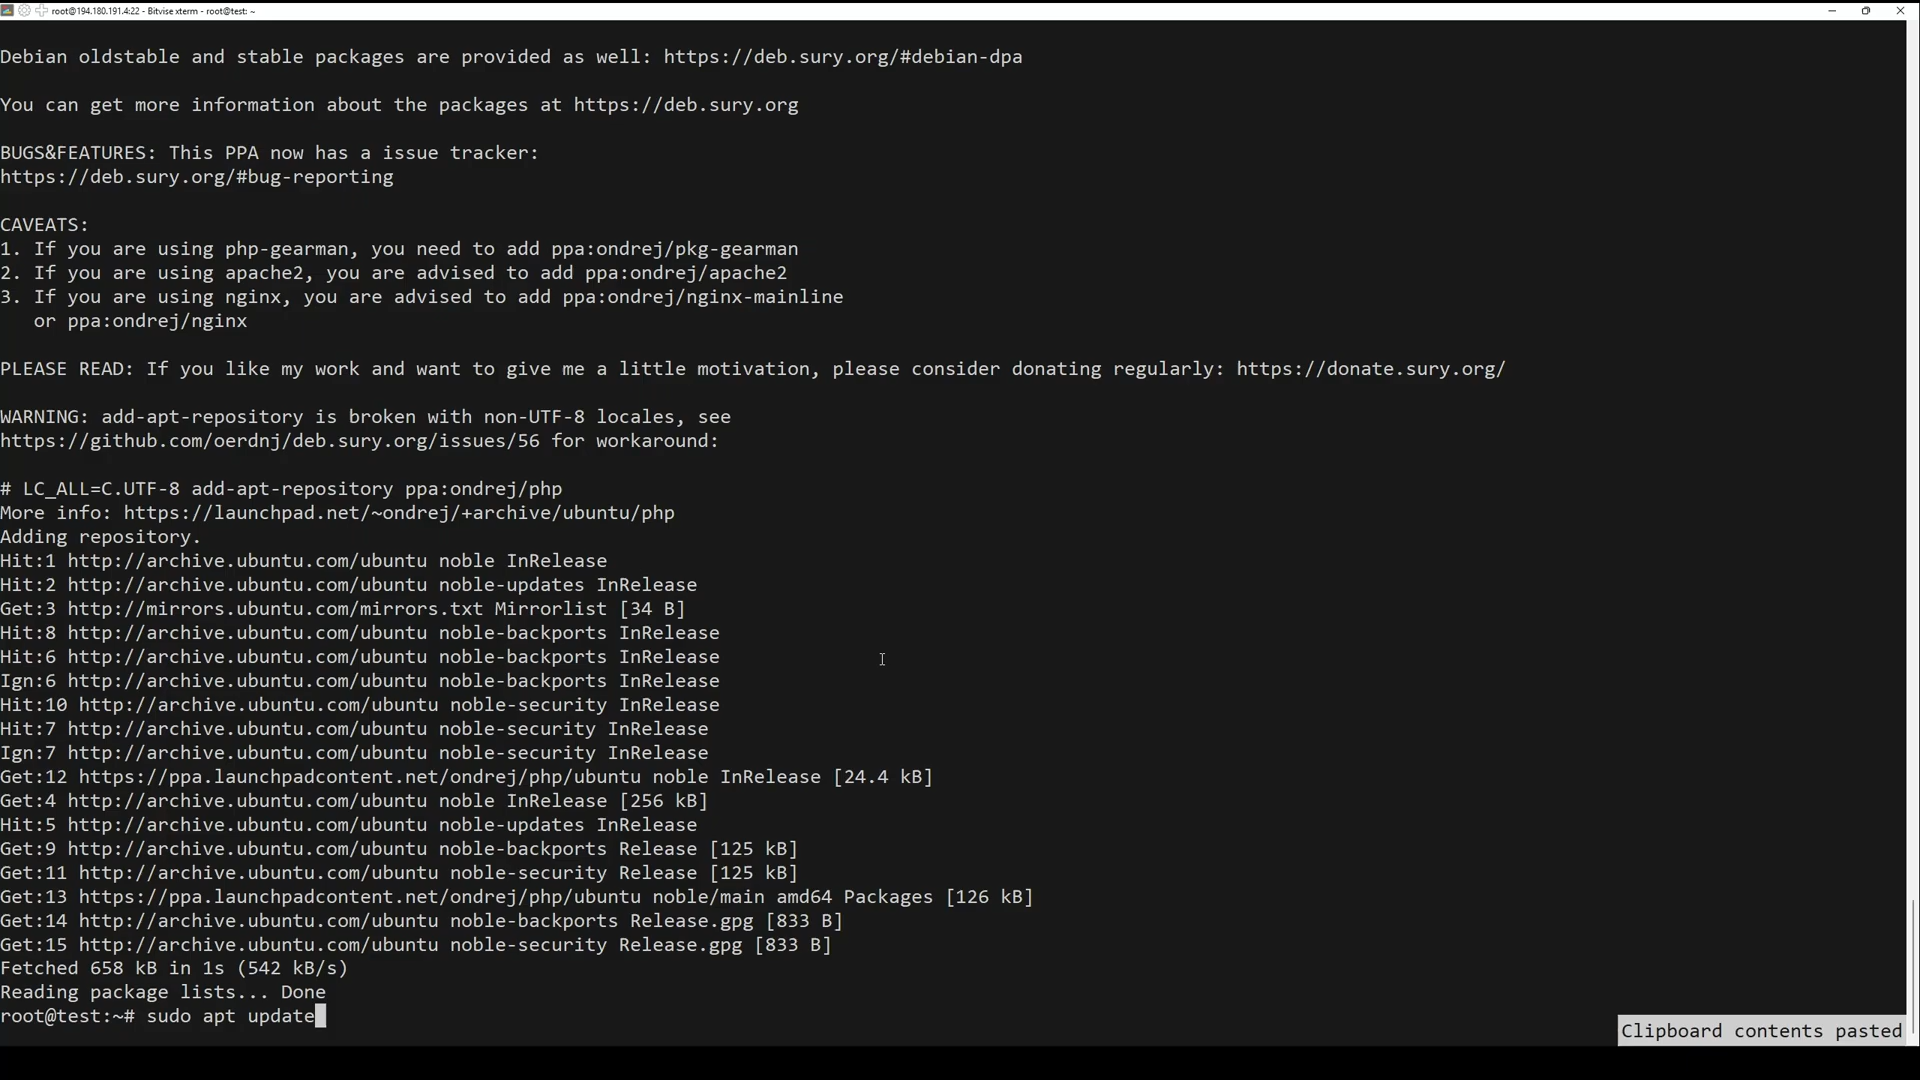 root@194.180.191.4:22 - Bitvise xterm - root@test: ~
Debian oldstable and stable packages are provided as well: https://deb.sury.org/#debian-dpa
You can get more information about the packages at https://deb.sury.org
BUGS&FEATURES: This PPA now has a issue tracker:
https://deb.sury.org/#bug-reporting
CAVEATS:
1. If you are using php-gearman, you need to add ppa:ondrej/pkg-gearman
2. If you are using apache2, you are advised to add ppa:ondrej/apache2
3. If you are using nginx, you are advised to add ppa:ondrej/nginx-mainline
   or ppa:ondrej/nginx
PLEASE READ: If you like my work and want to give me a little motivation, please consider donating regularly: https://donate.sury.org/
WARNING: add-apt-repository is broken with non-UTF-8 locales, see
https://github.com/oerdnj/deb.sury.org/issues/56 for workaround:
# LC_ALL=C.UTF-8 add-apt-repository ppa:ondrej/php
More info: https://launchpad.net/~ondrej/+archive/ubuntu/php
Adding repository.
Hit:1 http://archive.ubuntu.com/ubuntu noble InRelease
Hit:2 http://archive.ubuntu.com/ubuntu noble-updates InRelease
Get:3 http://mirrors.ubuntu.com/mirrors.txt Mirrorlist [34 B]
Hit:8 http://archive.ubuntu.com/ubuntu noble-backports InRelease
Hit:6 http://archive.ubuntu.com/ubuntu noble-backports InRelease
Ign:6 http://archive.ubuntu.com/ubuntu noble-backports InRelease
Hit:10 http://archive.ubuntu.com/ubuntu noble-security InRelease
Hit:7 http://archive.ubuntu.com/ubuntu noble-security InRelease
Ign:7 http://archive.ubuntu.com/ubuntu noble-security InRelease
Get:12 https://ppa.launchpadcontent.net/ondrej/php/ubuntu noble InRelease [24.4 kB]
Get:4 http://archive.ubuntu.com/ubuntu noble InRelease [256 kB]
Hit:5 http://archive.ubuntu.com/ubuntu noble-updates InRelease
Get:9 http://archive.ubuntu.com/ubuntu noble-backports Release [125 kB]
Get:11 http://archive.ubuntu.com/ubuntu noble-security Release [125 kB]
Get:13 https://ppa.launchpadcontent.net/ondrej/php/ubuntu noble/main amd64 Packages [126 kB]
Get:14 http://archive.ubuntu.com/ubuntu noble-backports Release.gpg [833 B]
Get:15 http://archive.ubuntu.com/ubuntu noble-security Release.gpg [833 B]
Fetched 658 kB in 1s (542 kB/s)
Reading package lists... Done
root@test:~# sudo apt update
Clipboard contents pasted